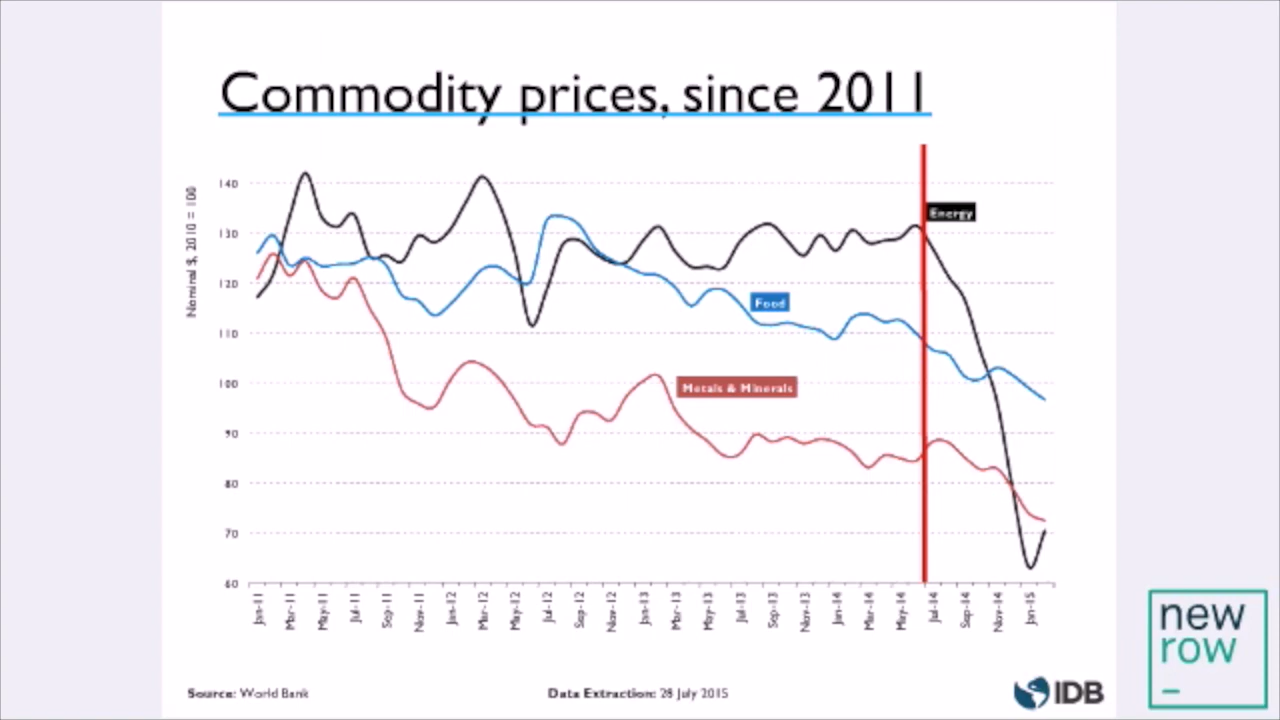 Commodity prices, since 2011
Nominal $, 2010 = 100
140
130
120
110
100
90
80
70
60
Energy
Food
Metals & Minerals
Jan-11
Mar-11
May-11
Jul-11
Sep-11
Nov-11
Jan-12
Mar-12
May-12
Jul-12
Sep-12
Nov-12
Jan-13
Mar-13
May-13
Jul-13
Sep-13
Nov-13
Jan-14
Mar-14
May-14
Jul-14
Sep-14
Nov-14
Jan-15
Source: World Bank
Data Extraction: 28 July 2015
IDB
new
row